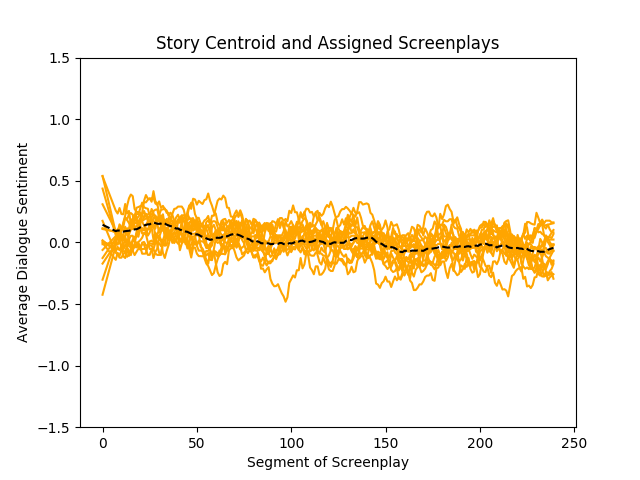 Story Centroid and Assigned Screenplays
1.5
1.0
0.5
0.0
−0.5
−1.0
−1.5
Average Dialogue Sentiment
0 50 100 150 200 250
Segment of Screenplay